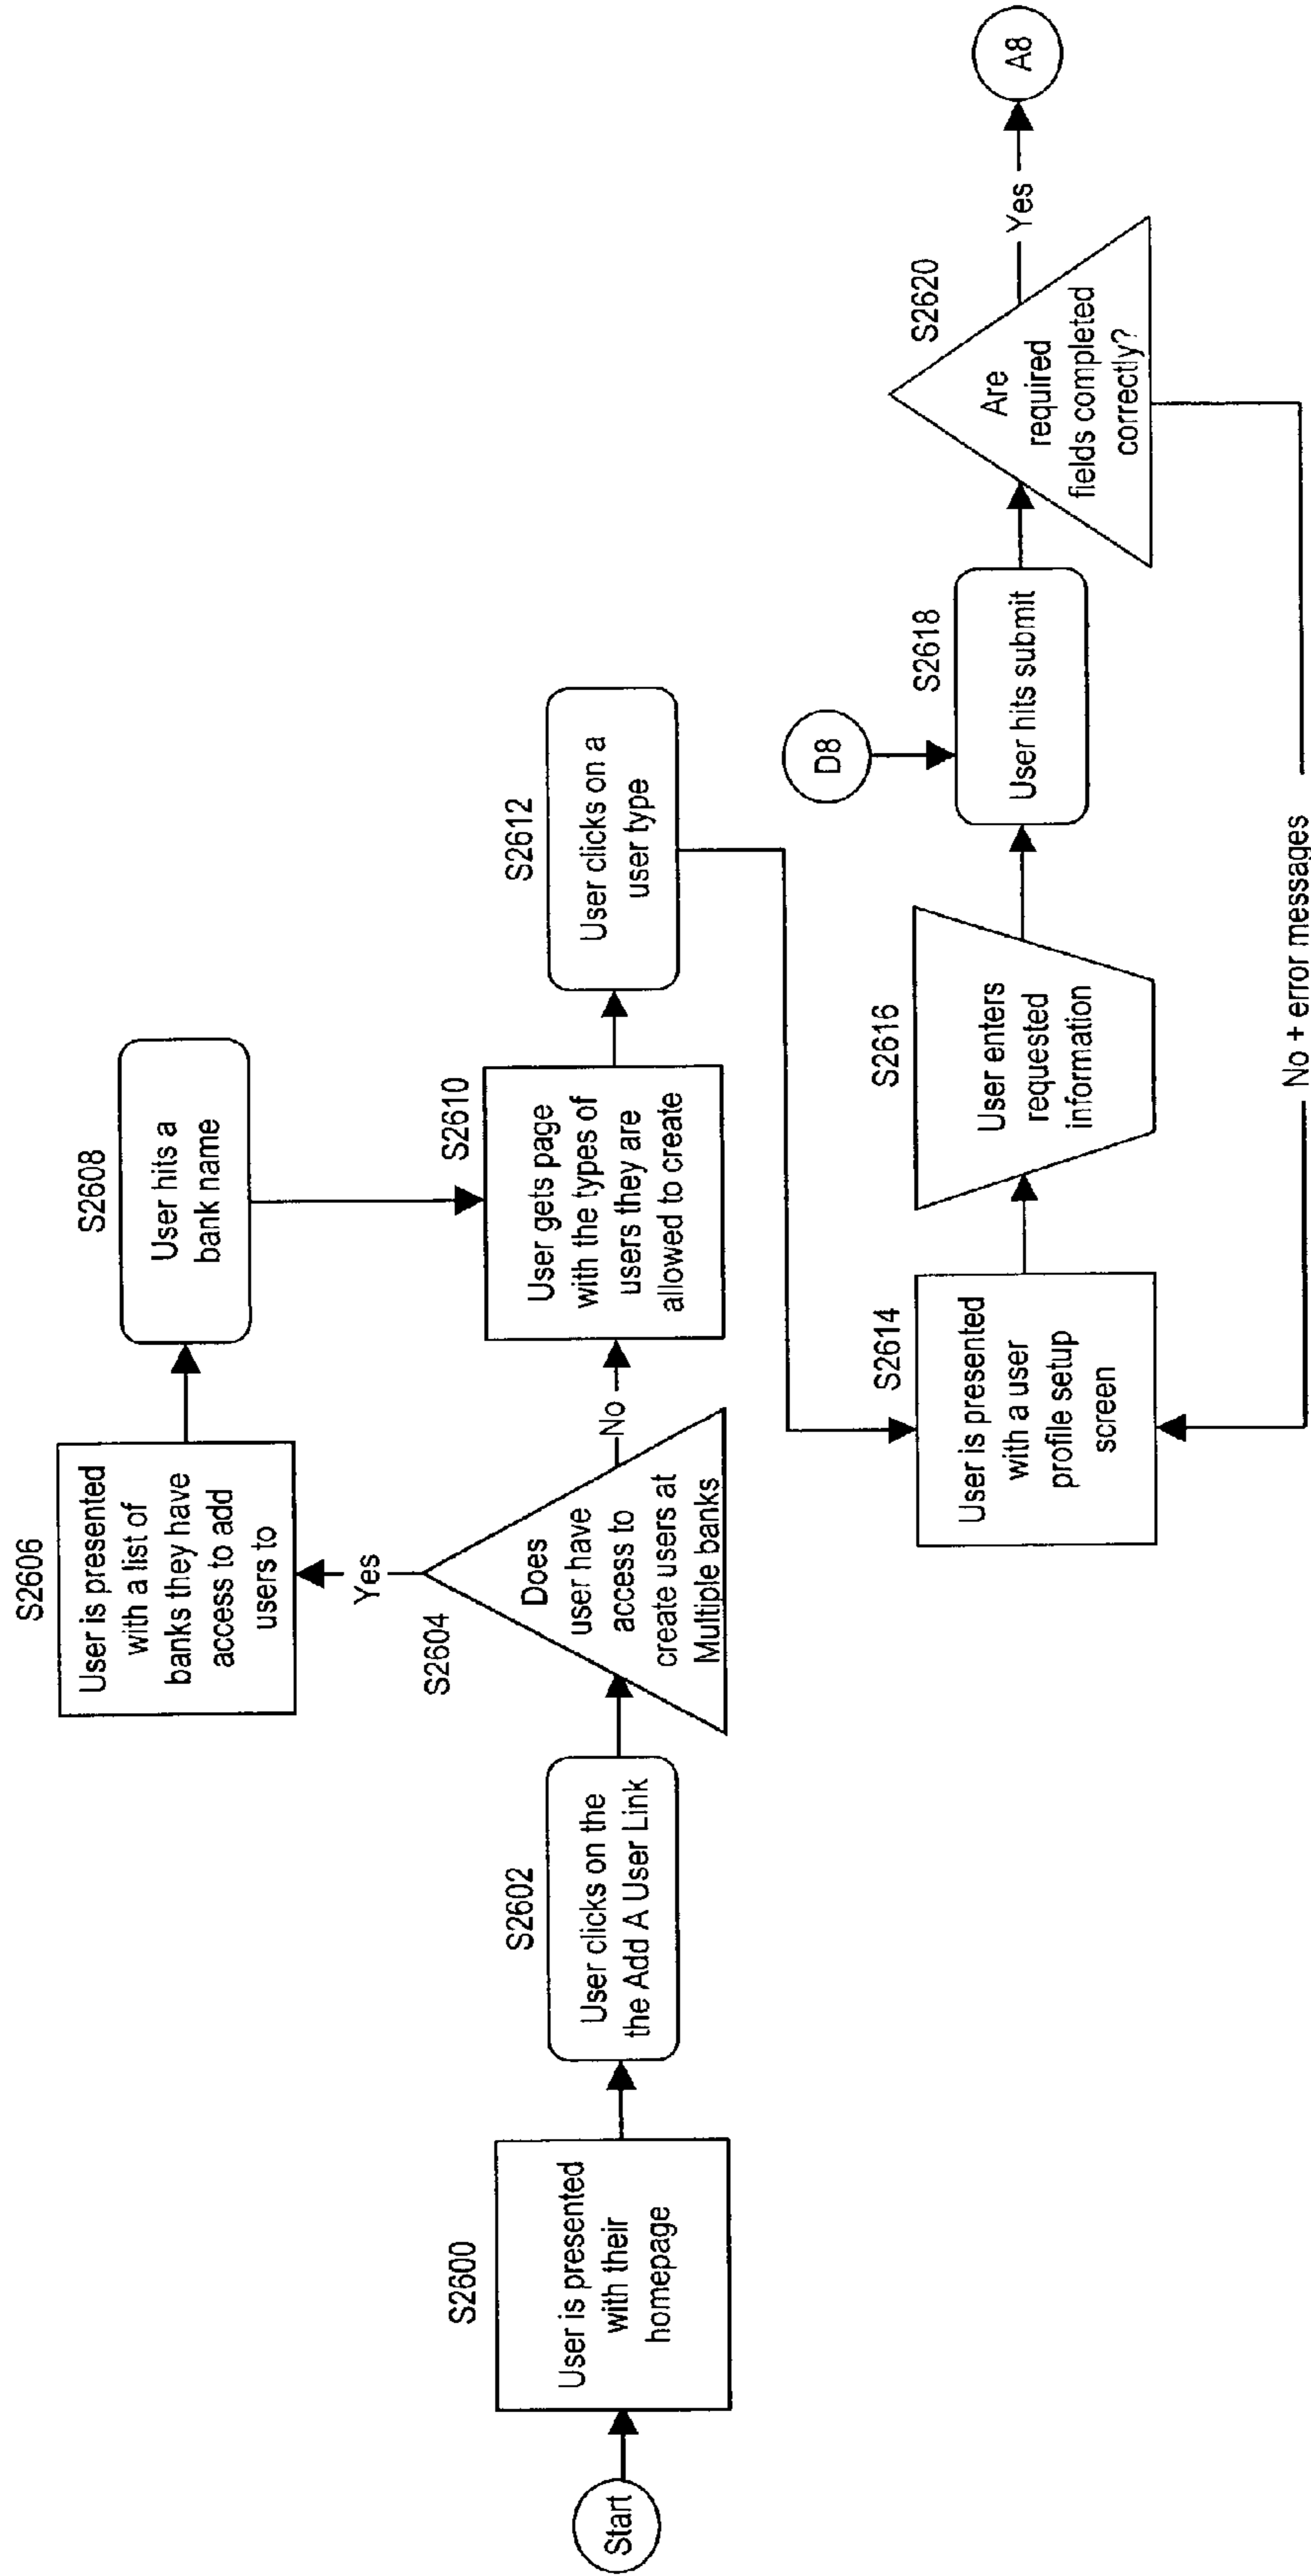 Start
S2600
User is presented
with their
homepage
S2602
User clicks on the
the Add A User Link
S2604
Does
user have
access to
create users at
Multiple banks
Yes
No
S2606
User is presented
with a list of
banks they have
access to add
users to
S2608
User hits a
bank name
S2610
User gets page
with the types of
users they are
allowed to create
S2612
User clicks on a
user type
S2614
User is presented
with a user
profile setup
screen
S2616
User enters
requested
information
D8
S2618
User hits submit
S2620
Are
required
fields completed
correctly?
Yes
A8
No + error messages